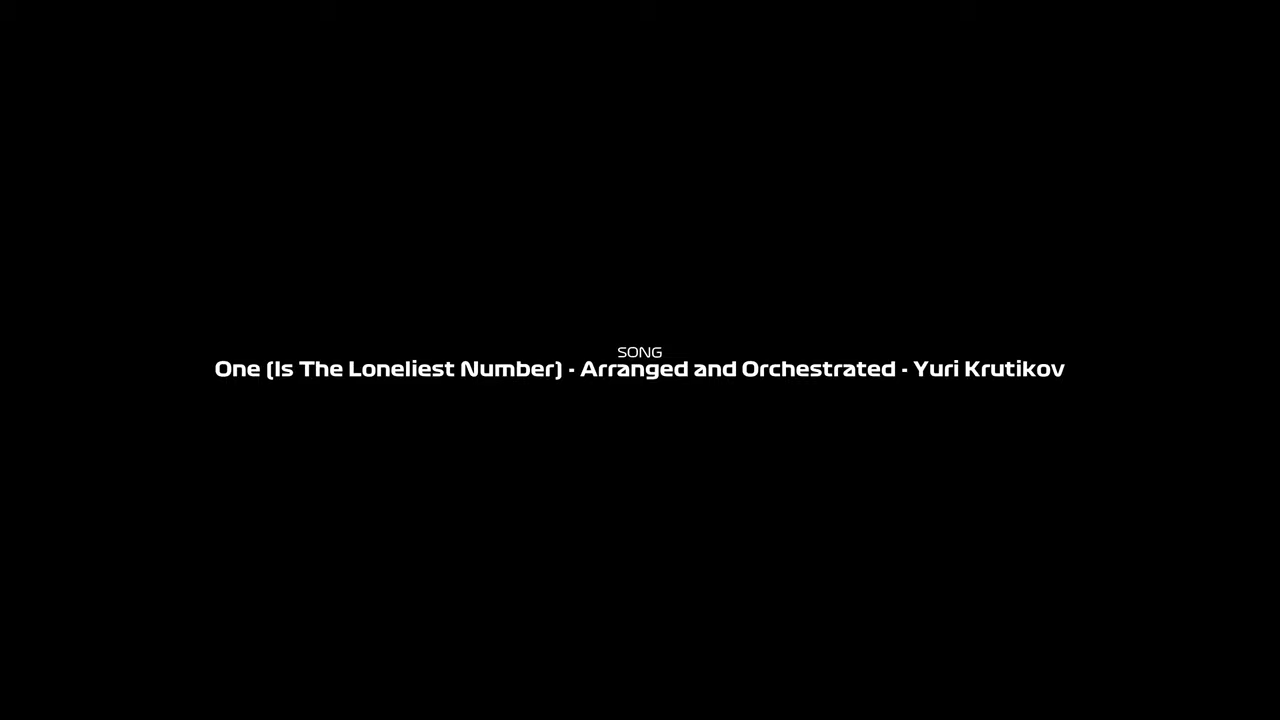 SONG
One (Is The Loneliest Number) - Arranged and Orchestrated - Yuri Krutikov